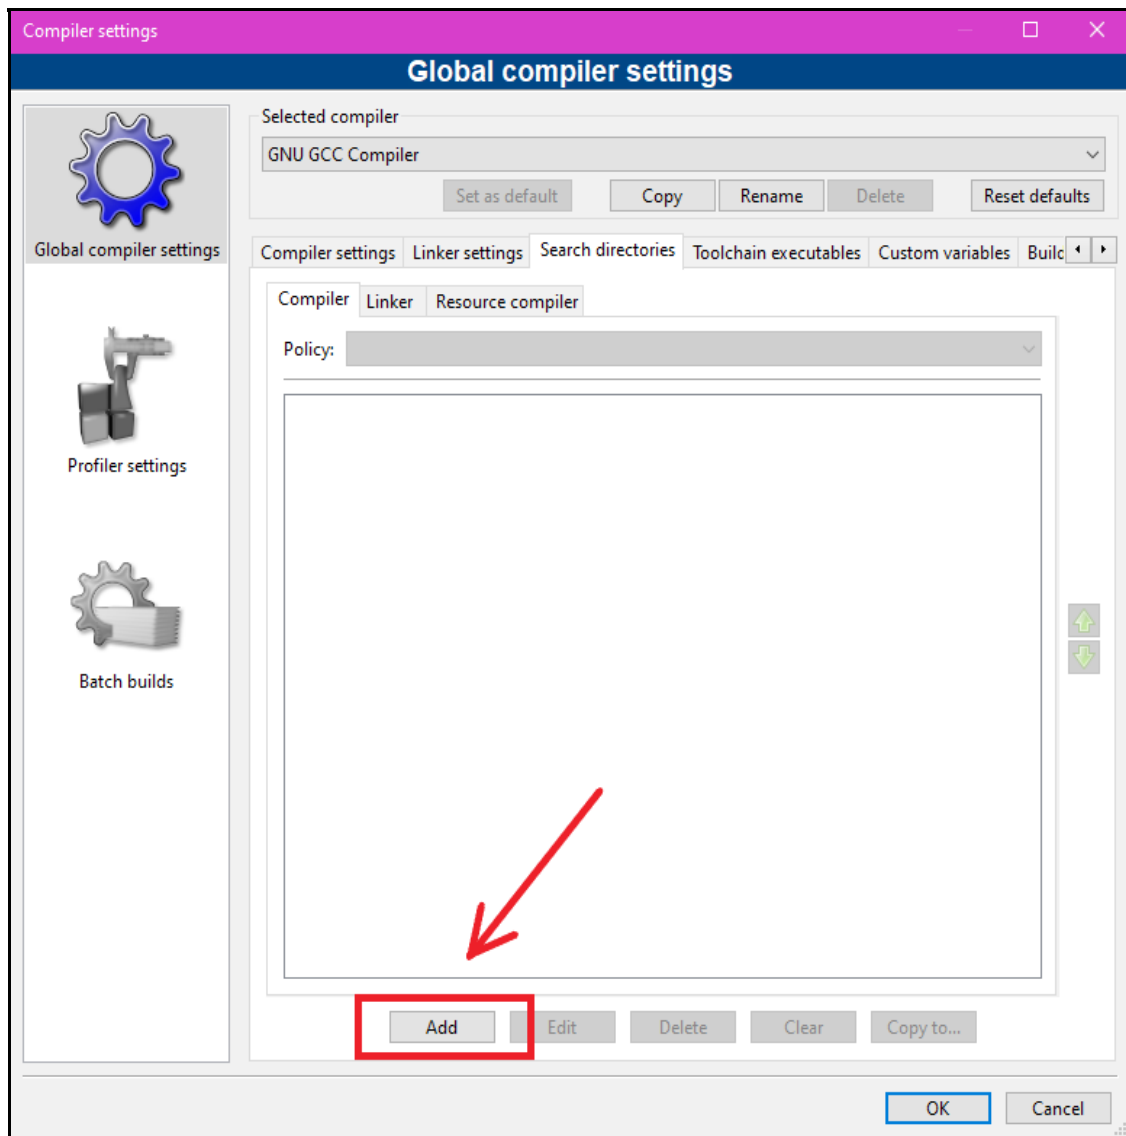 Compiler settings
Global compiler settings
Selected compiler
GNU GCC Compiler
Set as default Copy Rename Delete Reset defaults
Global compiler settings
Compiler settings Linker settings Search directories Toolchain executables Custom variables Builc
Compiler Linker Resource compiler
Policy:
Profiler settings
Batch builds
Add Edit Delete Clear Copy to...
OK Cancel